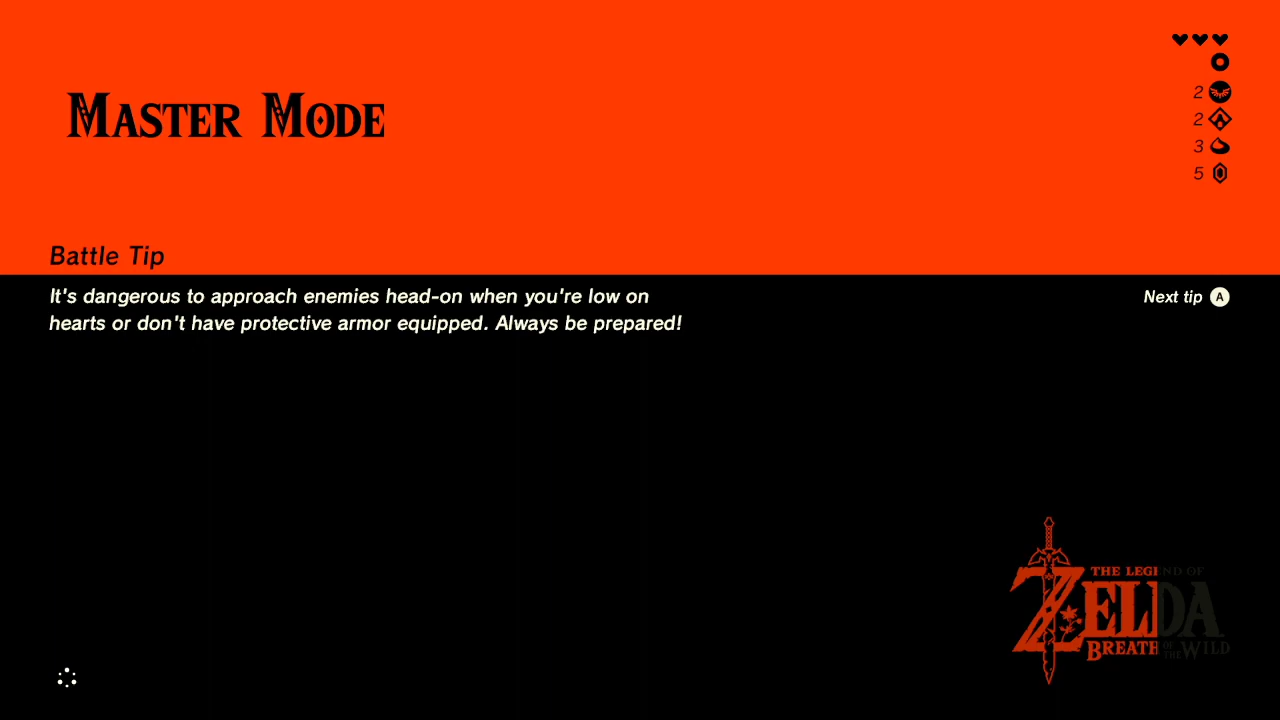 Master Mode
2
2
3
5
Battle Tip
It's dangerous to approach enemies head-on when you're low on
hearts or don't have protective armor equipped. Always be prepared!
Next tip A
THE LEGEND OF
ZELDA
BREATH OF THE WILD